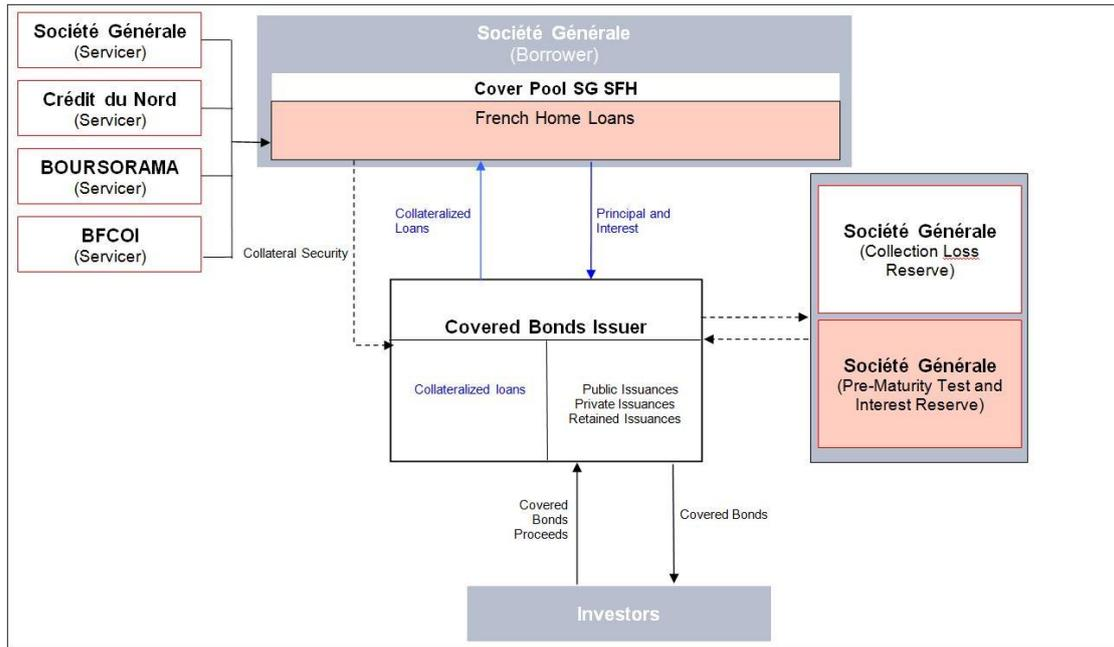 Société Générale
(Servicer)
Crédit du Nord
(Servicer)
BOURSORAMA
(Servicer)
BFCOI
(Servicer)
Société Générale
(Borrower)
Cover Pool SG SFH
French Home Loans
Collateral Security
Collateralized
Loans
Principal and
Interest
Covered Bonds Issuer
Collateralized loans
Public Issuances
Private Issuances
Retained Issuances
Société Générale
(Collection Loss
Reserve)
Société Générale
(Pre-Maturity Test and
Interest Reserve)
Covered
Bonds
Proceeds
Covered Bonds
Investors